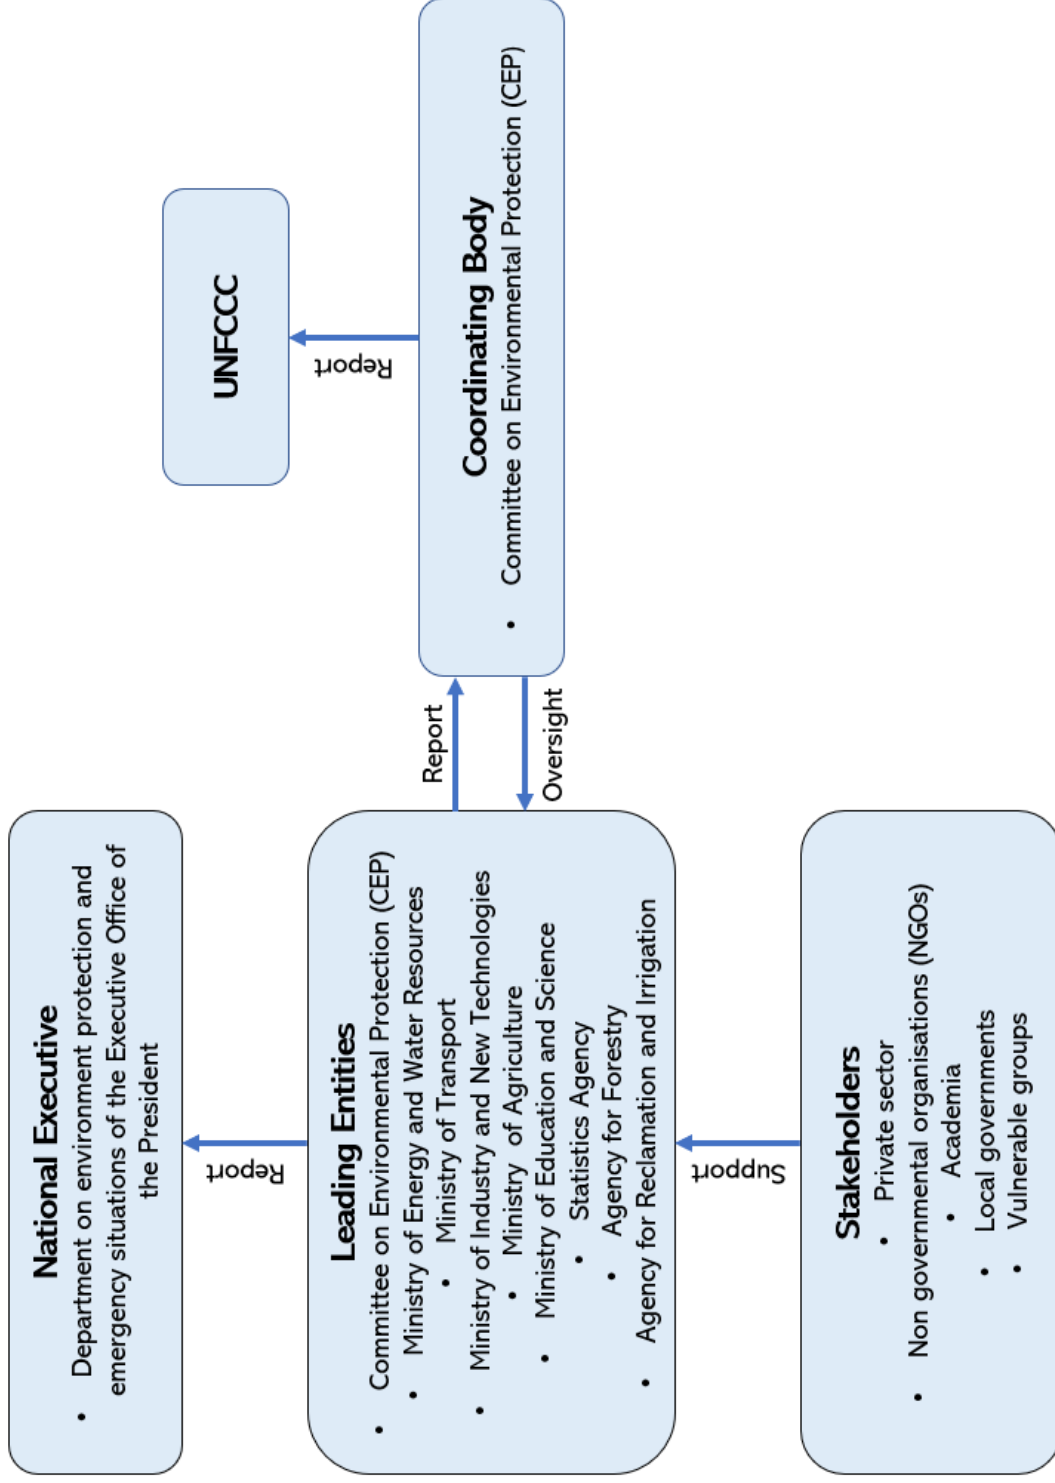 National Executive
• Department on environment protection and
emergency situations of the Executive Office of
the President
Report
Leading Entities
• Committee on Environmental Protection (CEP)
• Ministry of Energy and Water Resources
• Ministry of Transport
• Ministry of Industry and New Technologies
• Ministry of Agriculture
• Ministry of Education and Science
• Statistics Agency
• Agency for Forestry
• Agency for Reclamation and Irrigation
Support
Stakeholders
• Private sector
• Non governmental organisations (NGOs)
• Academia
• Local governments
• Vulnerable groups
Report
Oversight
UNFCCC
Report
Coordinating Body
• Committee on Environmental Protection (CEP)